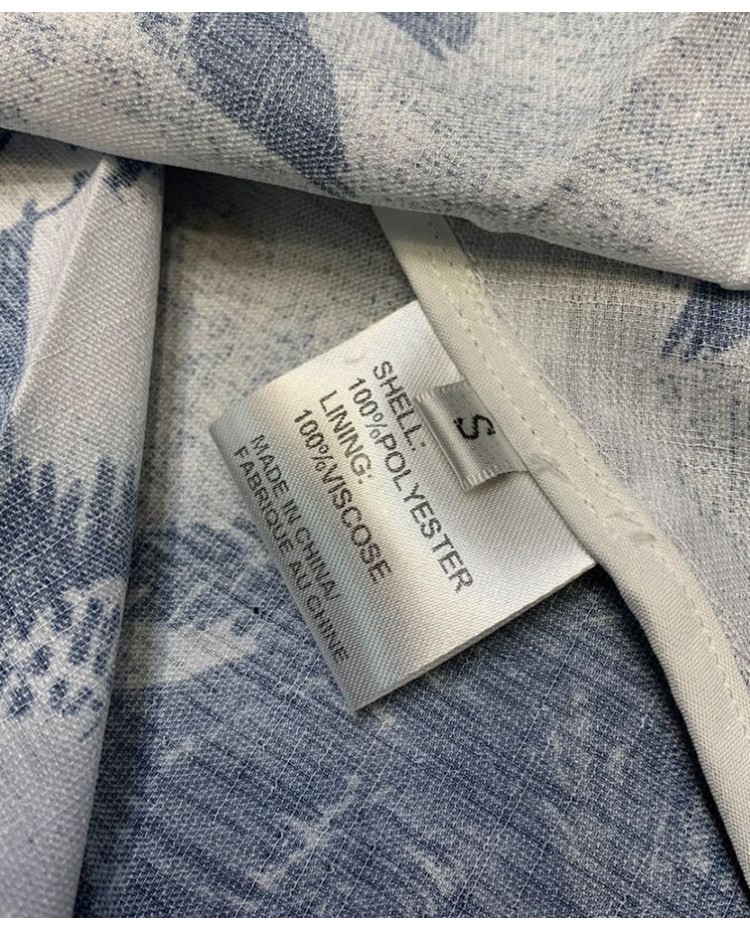 S
SHELL:
100%POLYESTER
LINING:
100%VISCOSE
MADE IN CHINA/
FABRIQUE AU CHINE